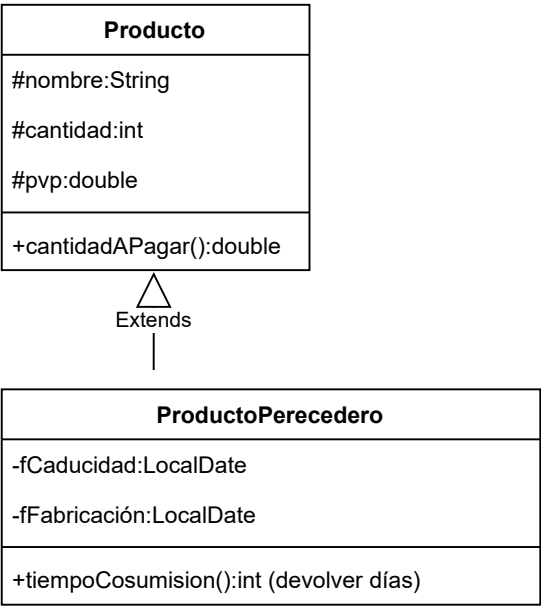 Producto
#nombre:String
#cantidad:int
#pvp:double
+cantidadAPagar():double
Extends
ProductoPerecedero
-fCaducidad:LocalDate
-fFabricación:LocalDate
+tiempoCosumision():int (devolver días)